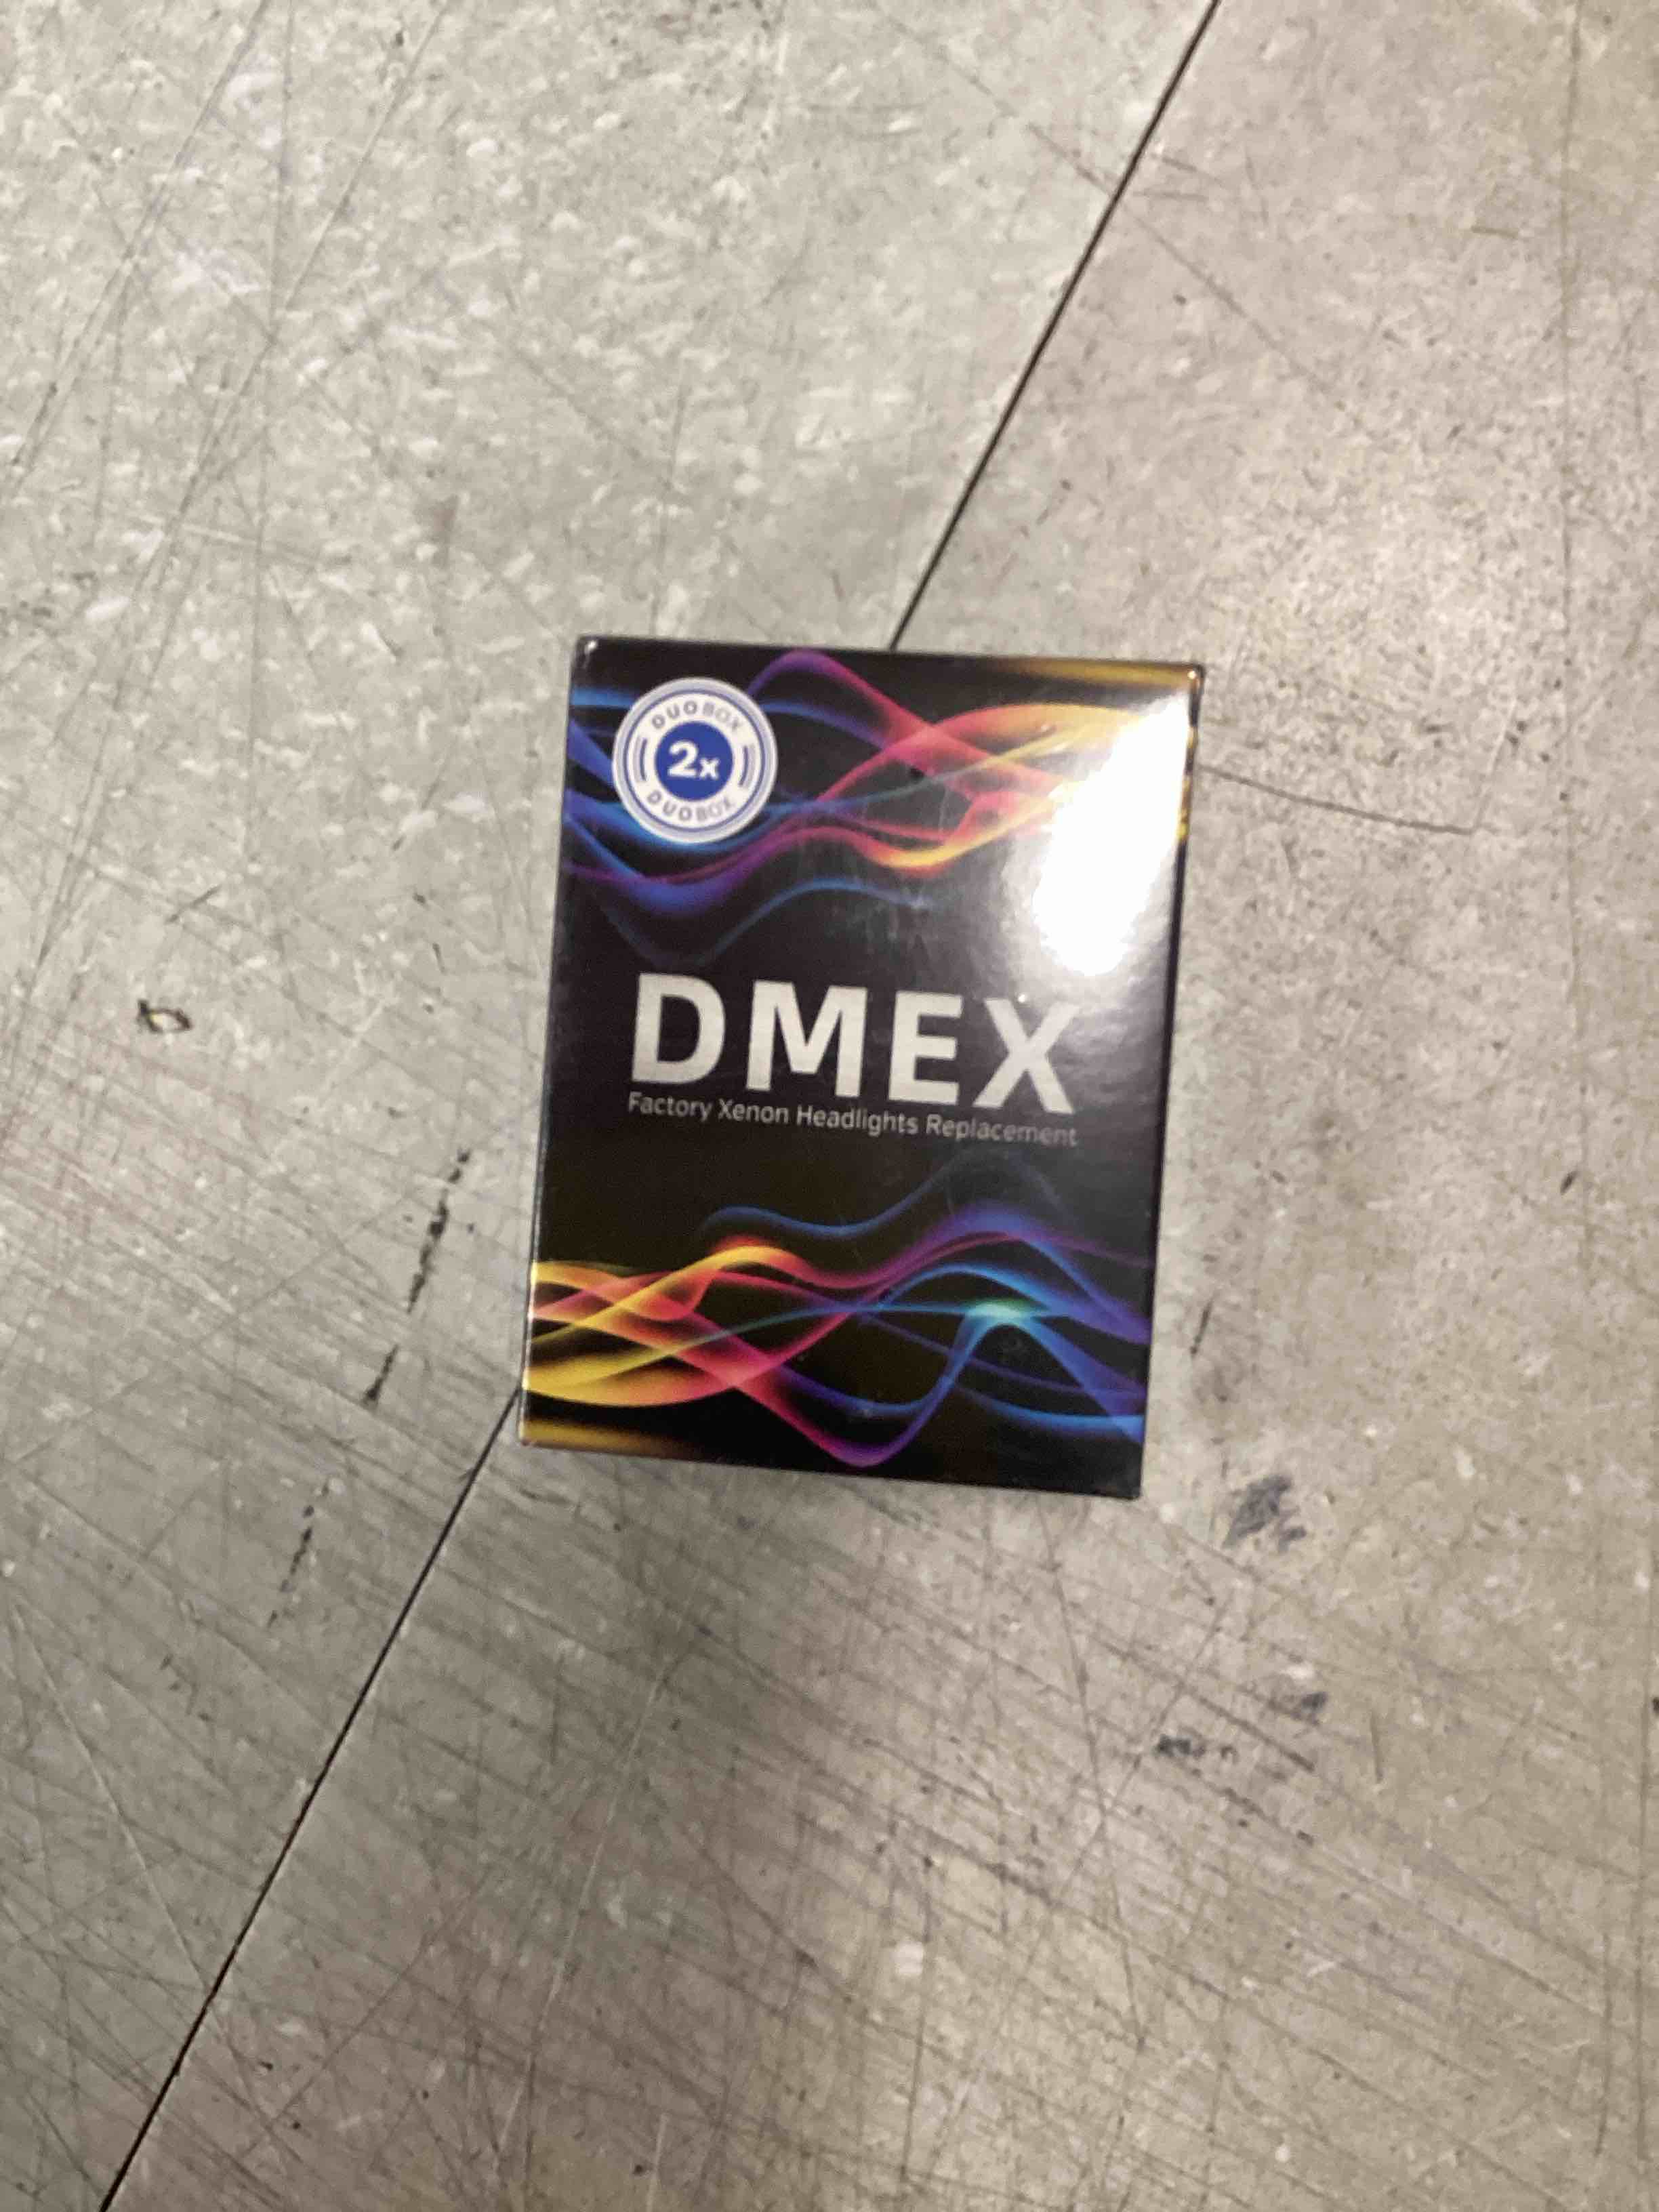 DUOBOX
2x
DUOBOX
DMEX
Factory Xenon Headlights Replacement